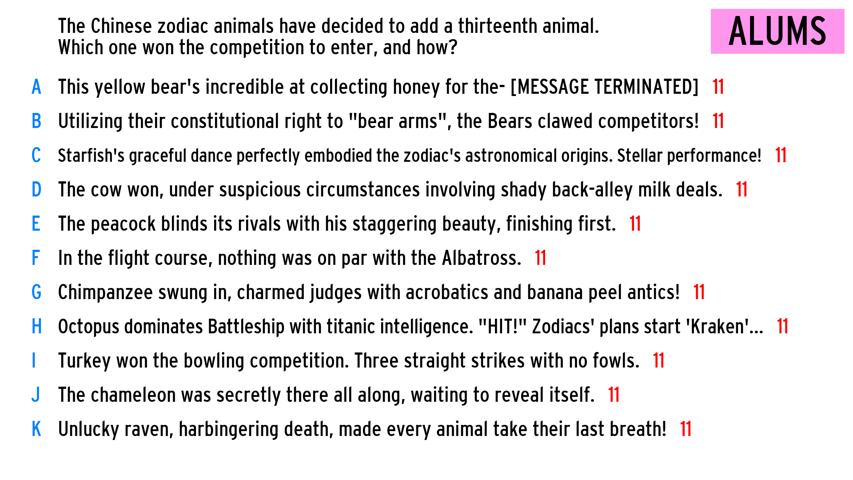 The Chinese zodiac animals have decided to add a thirteenth animal.
Which one won the competition to enter, and how?
ALUMS
A This yellow bear's incredible at collecting honey for the- [MESSAGE TERMINATED] 11
B Utilizing their constitutional right to "bear arms", the Bears clawed competitors! 11
C Starfish's graceful dance perfectly embodied the zodiac's astronomical origins. Stellar performance! 11
D The cow won, under suspicious circumstances involving shady back-alley milk deals. 11
E The peacock blinds its rivals with his staggering beauty, finishing first. 11
F In the flight course, nothing was on par with the Albatross. 11
G Chimpanzee swung in, charmed judges with acrobatics and banana peel antics! 11
H Octopus dominates Battleship with titanic intelligence. "HIT!" Zodiacs' plans start 'Kraken'... 11
I Turkey won the bowling competition. Three straight strikes with no fowls. 11
J The chameleon was secretly there all along, waiting to reveal itself. 11
K Unlucky raven, harbingering death, made every animal take their last breath! 11